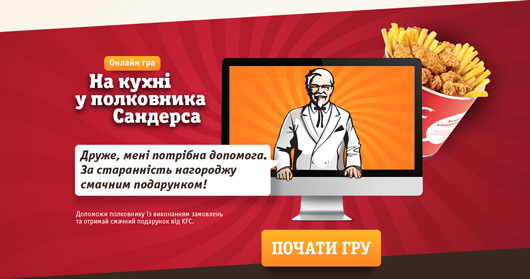 Онлайн гра
На кухні
у полковника
Сандерса
Друже, мені потрібна допомога.
За старанність нагороджу
смачним подарунком!
Допоможи полковнику із виконанням замовлень
та отримай смачний подарунок від KFC.
ПОЧАТИ ГРУ